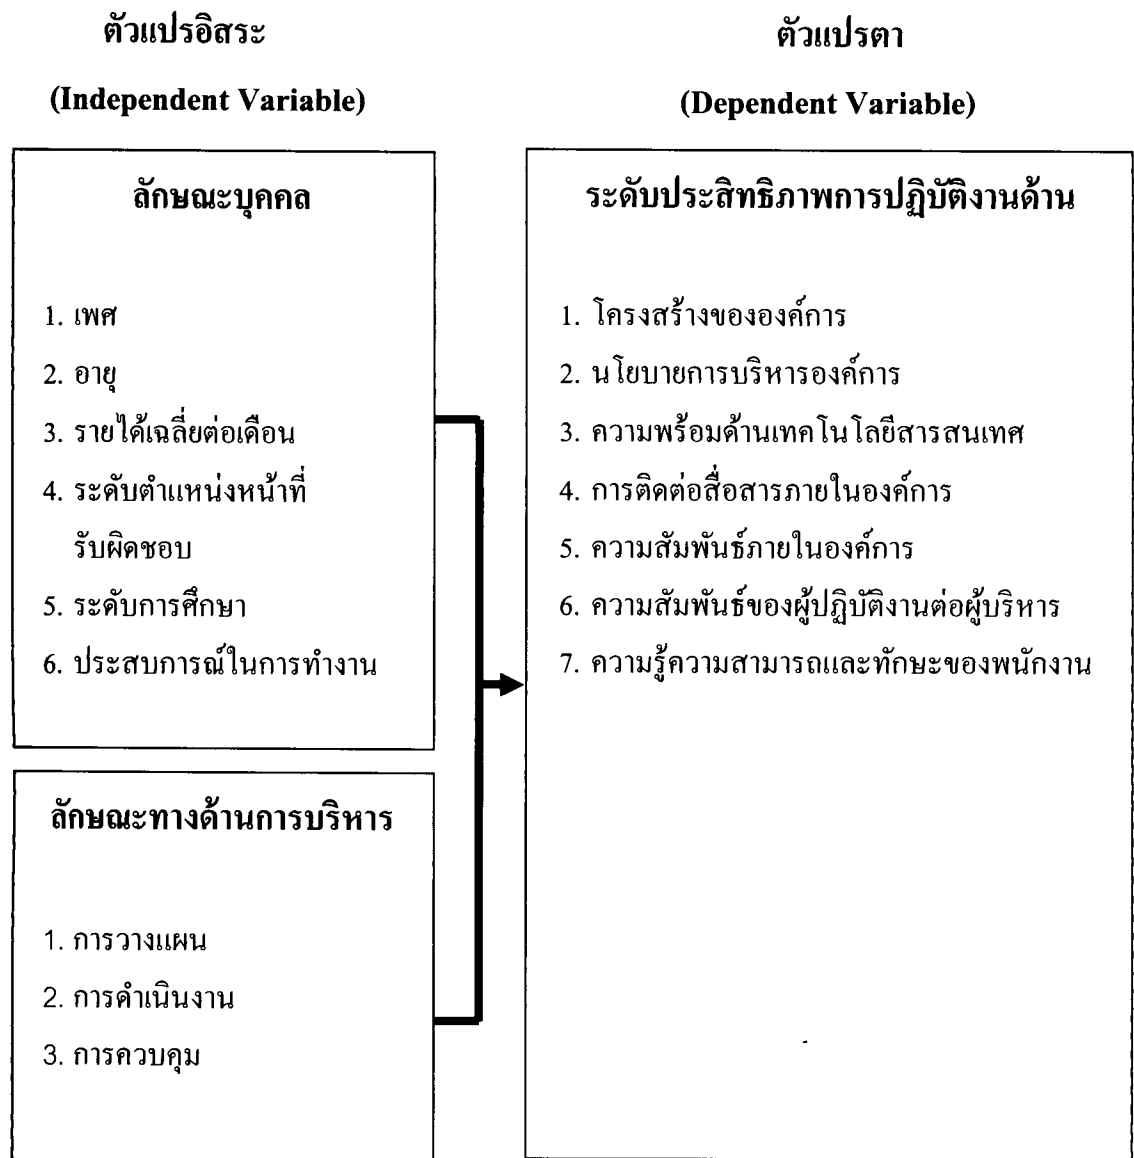 ตัวแปรอิสระ
(Independent Variable)
ลักษณะบุคคล
1. เพศ
2. อายุ
3. รายได้เฉลี่ยต่อเดือน
4. ระดับตำแหน่งหน้าที่
รับผิดชอบ
5. ระดับการศึกษา
6. ประสบการณ์ในการทำงาน
ลักษณะทางด้านการบริหาร
1. การวางแผน
2. การดำเนินงาน
3. การควบคุม
ตัวแปรตา
(Dependent Variable)
ระดับประสิทธิภาพการปฏิบัติงานด้าน
1. โครงสร้างขององค์การ
2. นโยบายการบริหารองค์การ
3. ความพร้อมด้านเทคโนโลยีสารสนเทศ
4. การติดต่อสื่อสารภายในองค์การ
5. ความสัมพันธ์ภายในองค์การ
6. ความสัมพันธ์ของผู้ปฏิบัติงานต่อผู้บริหาร
7. ความรู้ความสามารถและทักษะของพนักงาน